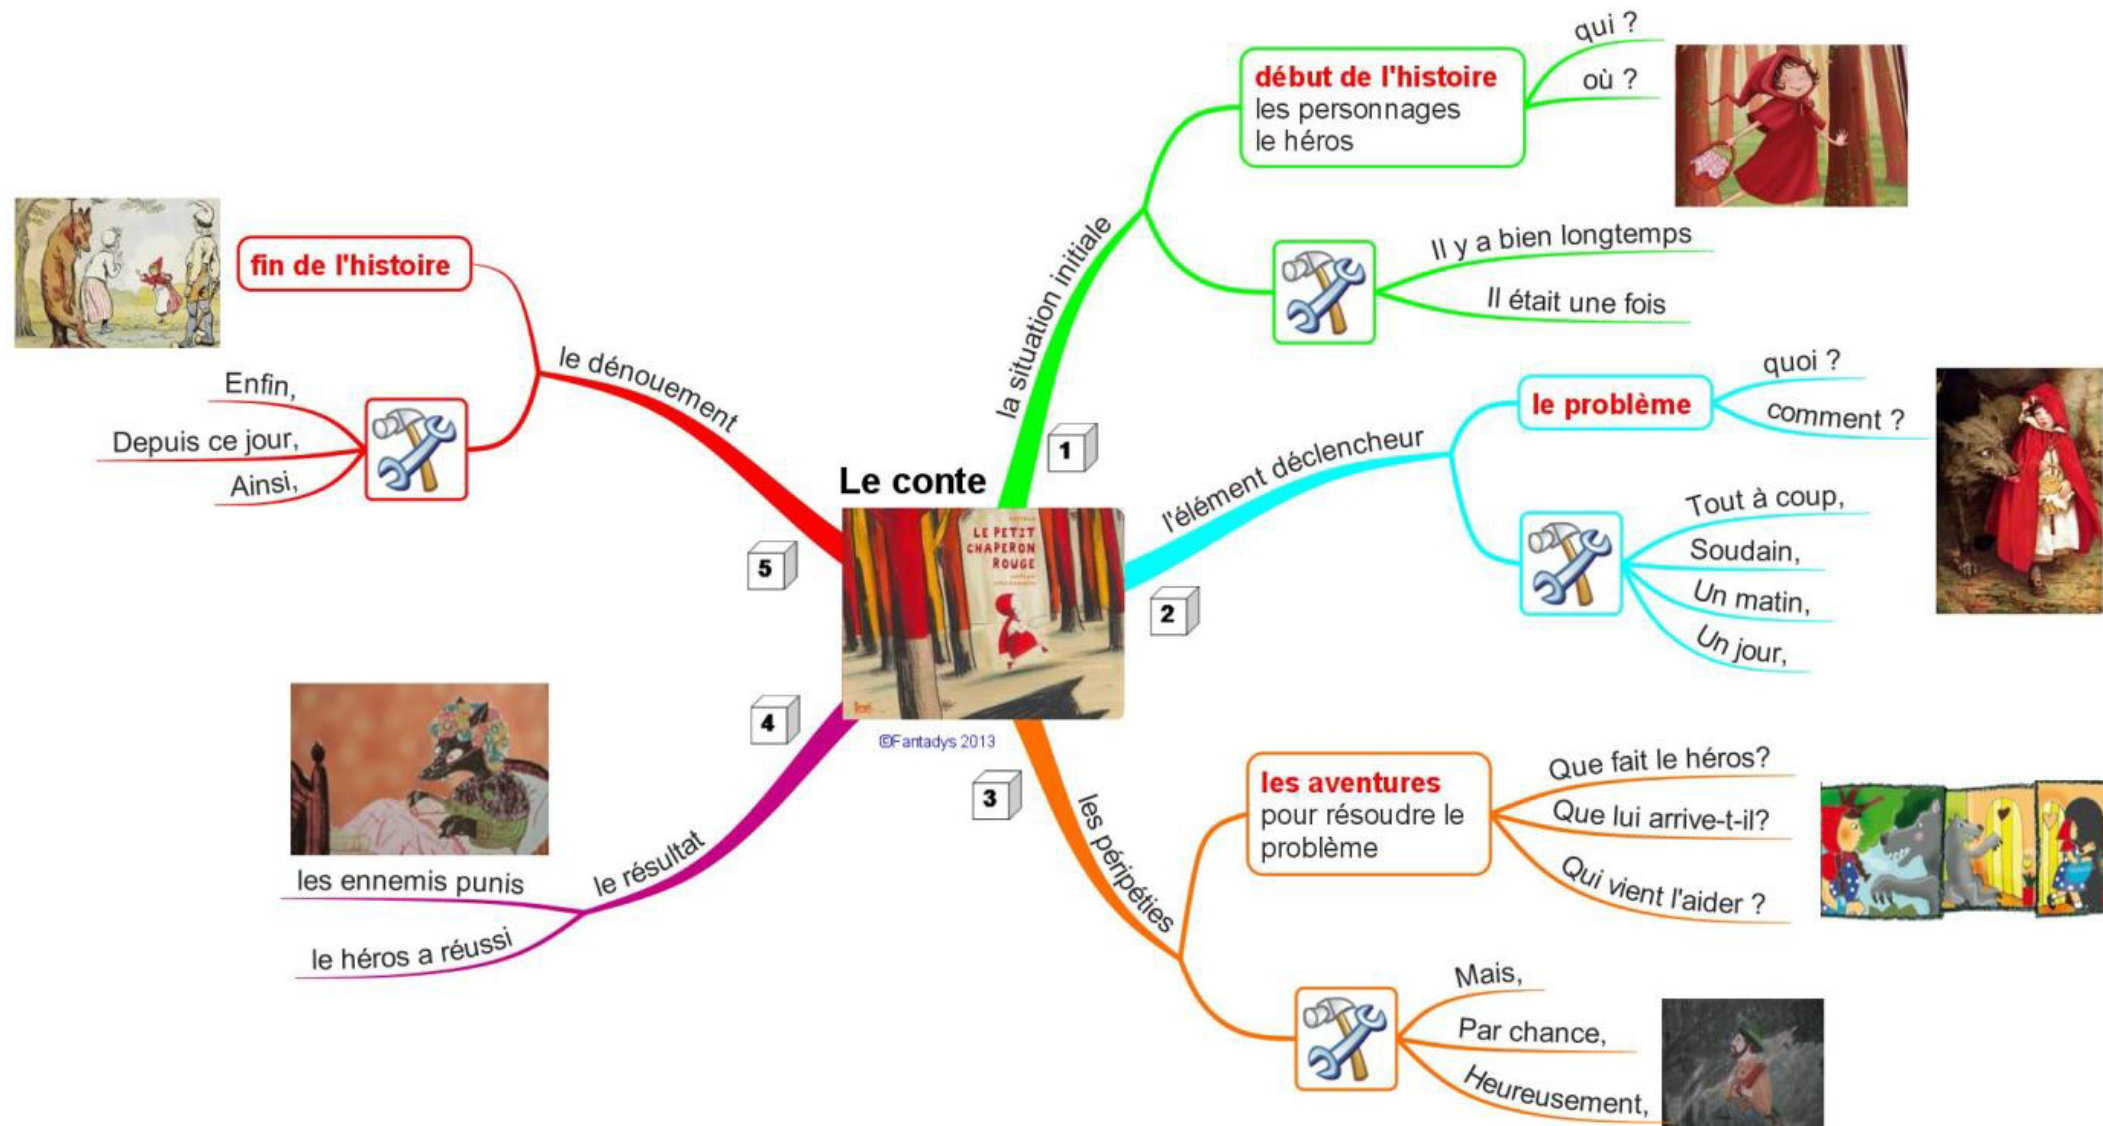 Le conte
LE PETIT
CHAPERON
ROUGE
©Fantadys 2013
1
la situation initiale
début de l'histoire
les personnages
le héros
qui ?
où ?
Il y a bien longtemps
Il était une fois
2
l'élément déclencheur
le problème
quoi ?
comment ?
Tout à coup,
Soudain,
Un matin,
Un jour,
3
les péripéties
les aventures
pour résoudre le
problème
Que fait le héros?
Que lui arrive-t-il?
Qui vient l'aider ?
Mais,
Par chance,
Heureusement,
4
le résultat
les ennemis punis
le héros a réussi
5
le dénouement
fin de l'histoire
Enfin,
Depuis ce jour,
Ainsi,